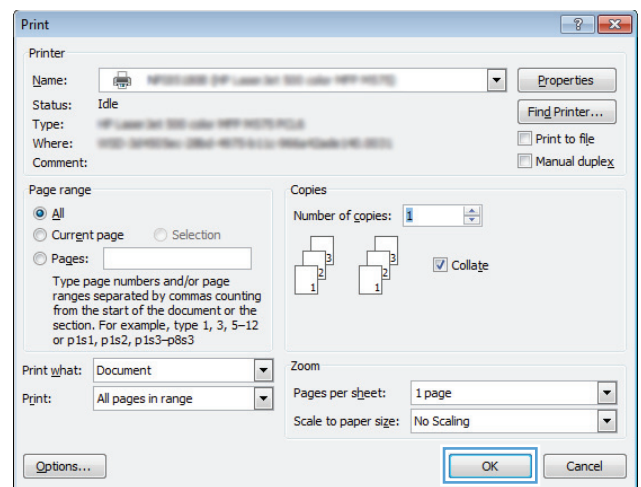 Print
Printer
Name:
Properties
Status: Idle
Find Printer...
Type:
Print to file
Where:
Manual duplex
Comment:
Page range
Copies
All
Number of copies: 1
Current page Selection
Pages:
3 3
2 2
1 1
Collate
Type page numbers and/or page
ranges separated by commas counting
from the start of the document or the
section. For example, type 1, 3, 5–12
or p1s1, p1s2, p1s3–p8s3
Print what: Document
Zoom
Print: All pages in range
Pages per sheet: 1 page
Scale to paper size: No Scaling
Options...
OK
Cancel